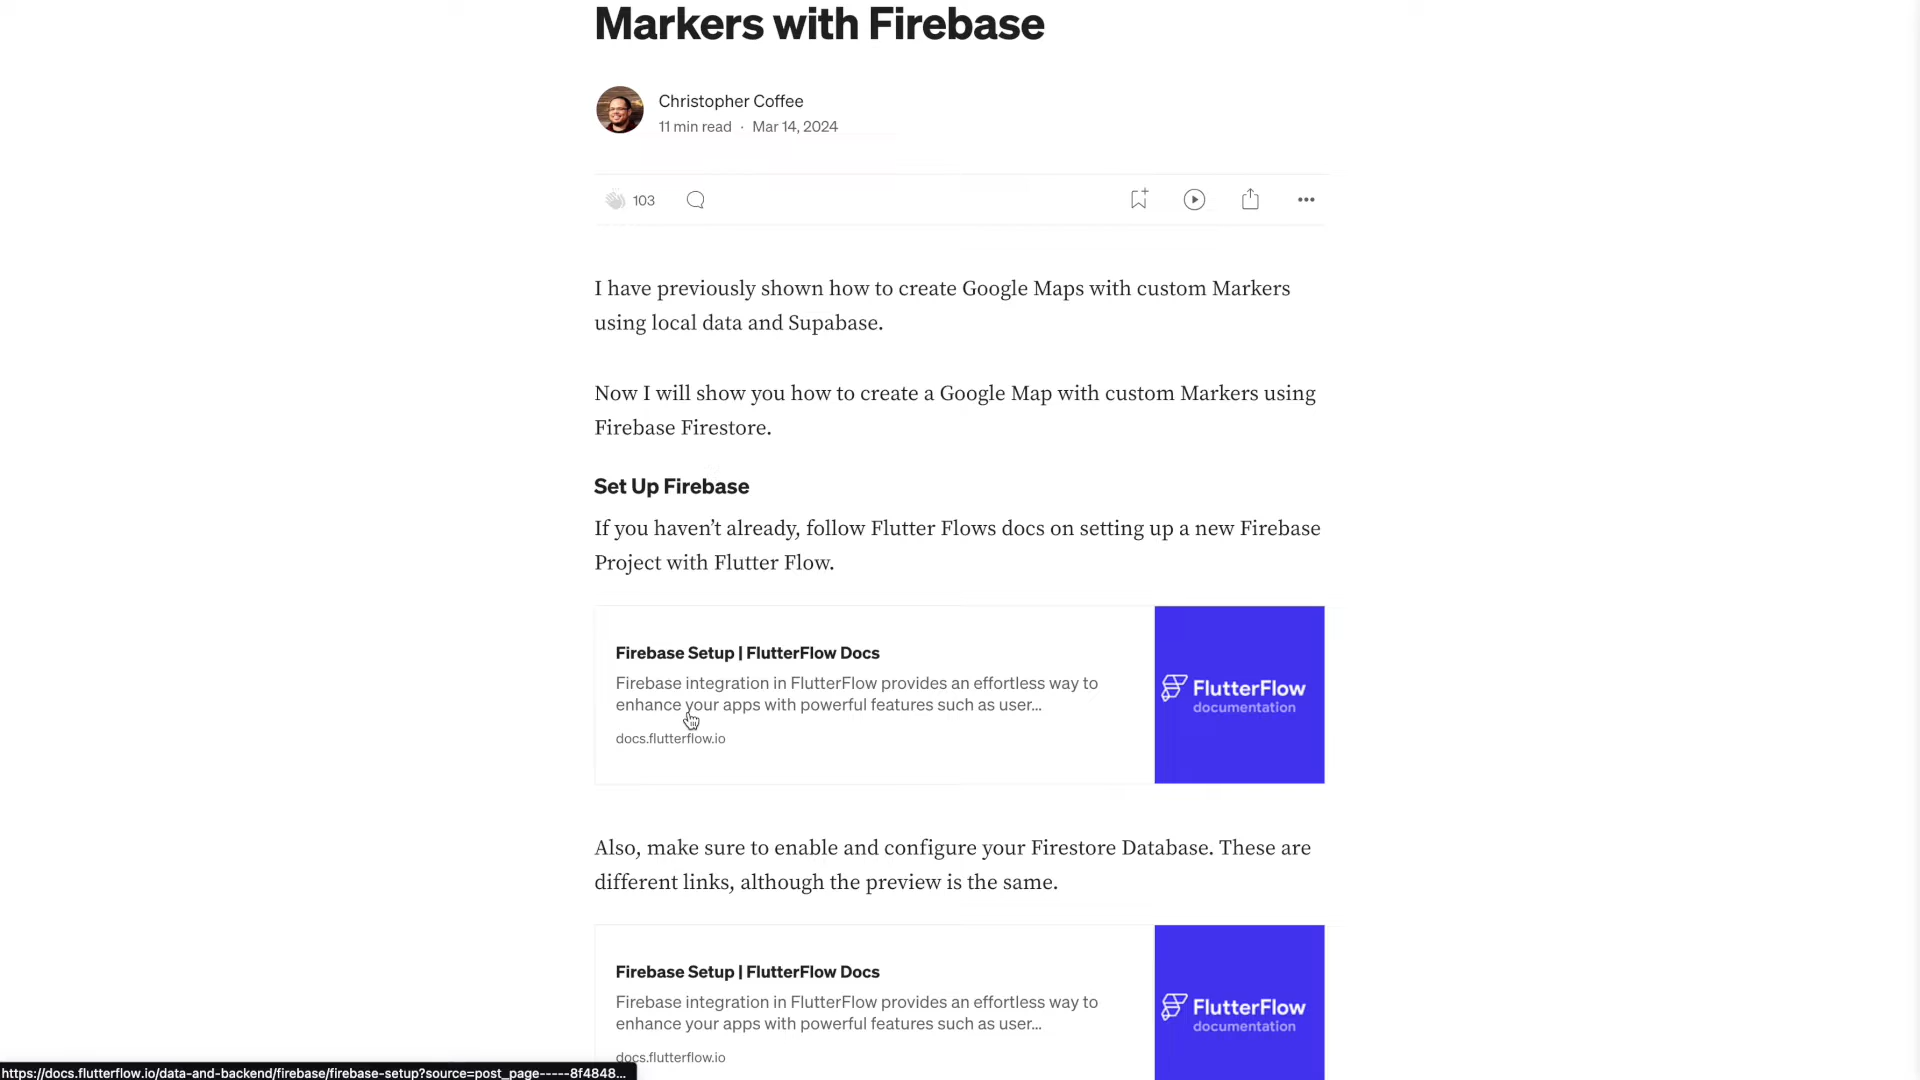 Markers with Firebase
Christopher Coffee
11 min read · Mar 14, 2024
103
I have previously shown how to create Google Maps with custom Markers
using local data and Supabase.
Now I will show you how to create a Google Map with custom Markers using
Firebase Firestore.
Set Up Firebase
If you haven’t already, follow Flutter Flows docs on setting up a new Firebase
Project with Flutter Flow.
Firebase Setup | FlutterFlow Docs
Firebase integration in FlutterFlow provides an effortless way to
enhance your apps with powerful features such as user...
docs.flutterflow.io
FlutterFlow
documentation
Also, make sure to enable and configure your Firestore Database. These are
different links, although the preview is the same.
Firebase Setup | FlutterFlow Docs
Firebase integration in FlutterFlow provides an effortless way to
enhance your apps with powerful features such as user...
docs.flutterflow.io
FlutterFlow
documentation
https://docs.flutterflow.io/data-and-backend/firebase/firebase-setup?source=post_page-----8f4848...